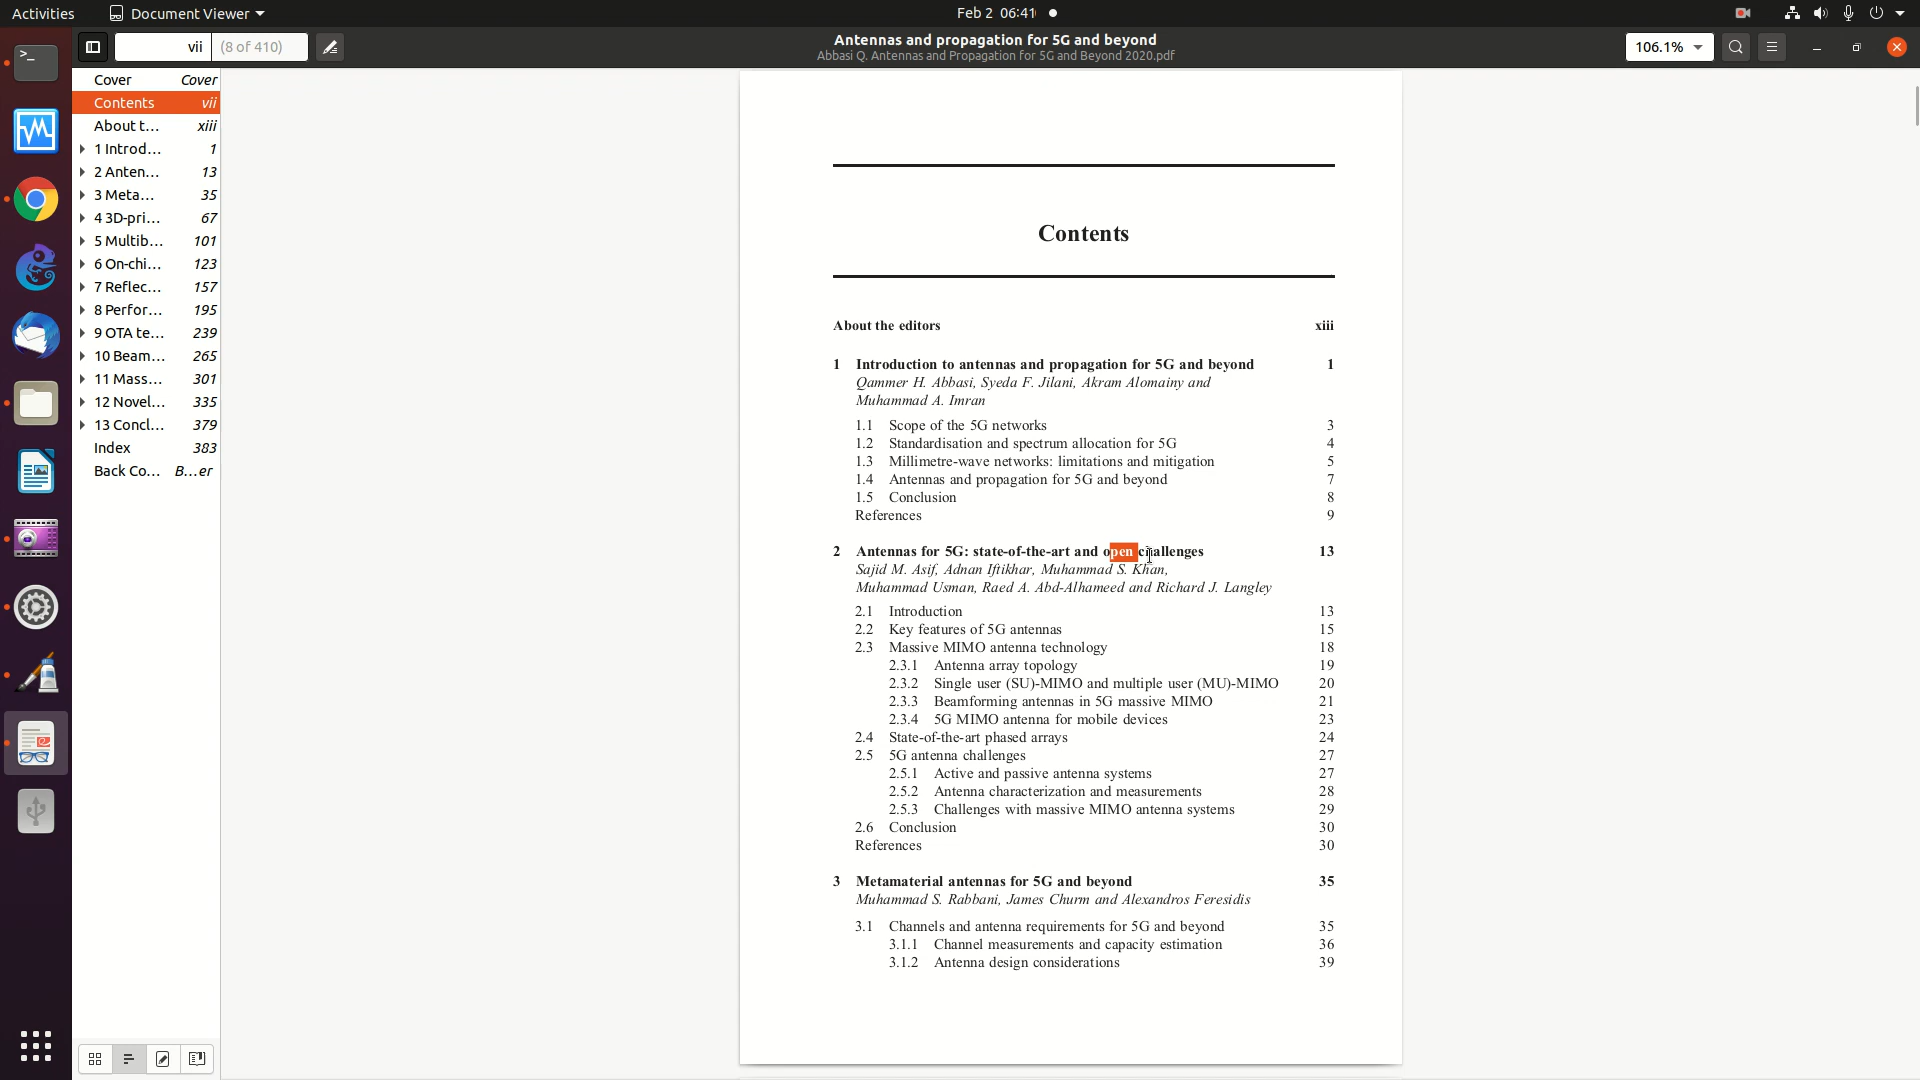 Activities
Document Viewer
Feb 2 06:41
vii
(8 of 410)
Antennas and propagation for 5G and beyond
Abbasi Q. Antennas and Propagation for 5G and Beyond 2020.pdf
106.1%
Cover Cover
Contents vii
About t... xiii
1 Introd... 1
2 Anten... 13
3 Meta... 35
4 3D-pri... 67
5 Multib... 101
6 On-chi... 123
7 Reflec... 157
8 Perfor... 195
9 OTA te... 239
10 Beam... 265
11 Mass... 301
12 Novel... 335
13 Concl... 379
Index 383
Back Co... B...er
Contents
About the editors xiii
1 Introduction to antennas and propagation for 5G and beyond 1
Qammer H. Abbasi, Syeda F. Jilani, Akram Alomainy and
Muhammad A. Imran
1.1 Scope of the 5G networks 3
1.2 Standardisation and spectrum allocation for 5G 4
1.3 Millimetre-wave networks: limitations and mitigation 5
1.4 Antennas and propagation for 5G and beyond 7
1.5 Conclusion 8
References 9
2 Antennas for 5G: state-of-the-art and open challenges 13
Sajid M. Asif, Adnan Iftikhar, Muhammad S. Khan,
Muhammad Usman, Raed A. Abd-Alhameed and Richard J. Langley
2.1 Introduction 13
2.2 Key features of 5G antennas 15
2.3 Massive MIMO antenna technology 18
2.3.1 Antenna array topology 19
2.3.2 Single user (SU)-MIMO and multiple user (MU)-MIMO 20
2.3.3 Beamforming antennas in 5G massive MIMO 21
2.3.4 5G MIMO antenna for mobile devices 23
2.4 State-of-the-art phased arrays 24
2.5 5G antenna challenges 27
2.5.1 Active and passive antenna systems 27
2.5.2 Antenna characterization and measurements 28
2.5.3 Challenges with massive MIMO antenna systems 29
2.6 Conclusion 30
References 30
3 Metamaterial antennas for 5G and beyond 35
Muhammad S. Rabbani, James Churm and Alexandros Feresidis
3.1 Channels and antenna requirements for 5G and beyond 35
3.1.1 Channel measurements and capacity estimation 36
3.1.2 Antenna design considerations 39